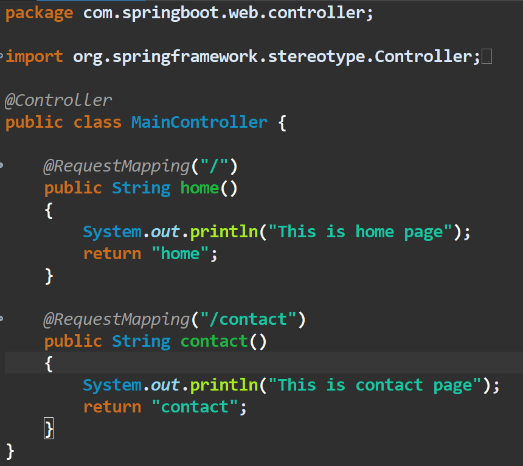 package com.springboot.web.controller;
import org.springframework.stereotype.Controller;
@Controller
public class MainController {
@RequestMapping("/")
public String home()
{
System.out.println("This is home page");
return "home";
}
@RequestMapping("/contact")
public String contact()
{
System.out.println("This is contact page");
return "contact";
}
}